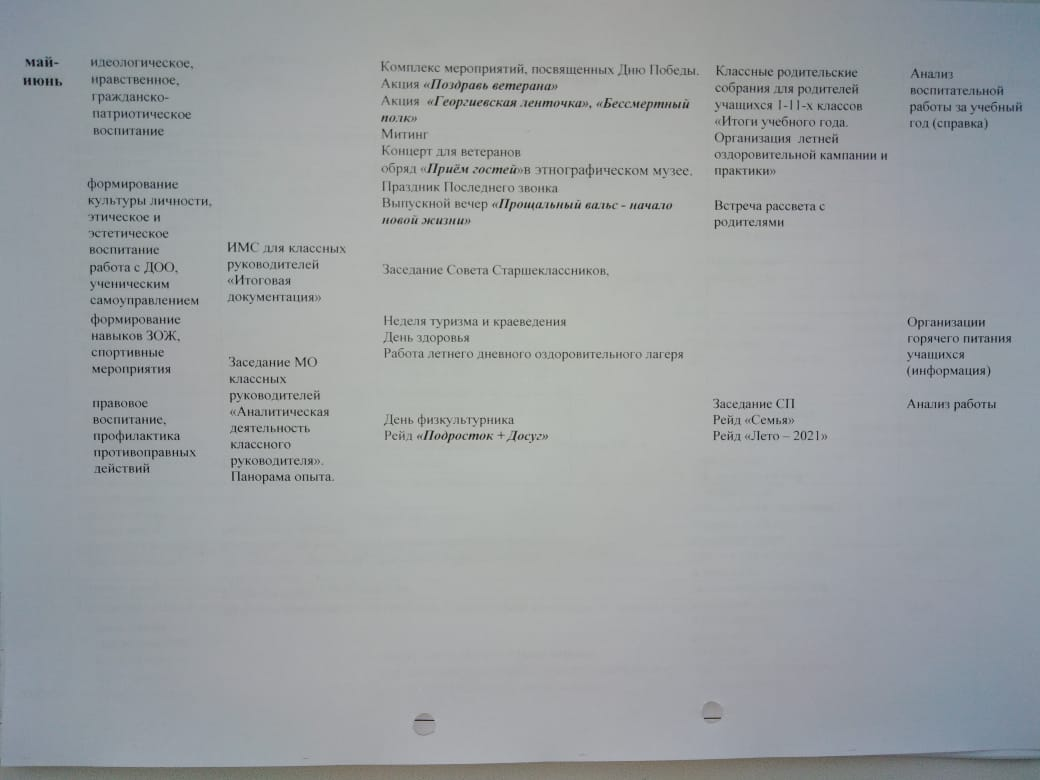 май-
июнь
идеологическое,
нравственное,
гражданско-
патриотическое
воспитание
Комплекс мероприятий, посвященных Дню Победы.
Акция «Поздравь ветерана»
Акция «Георгиевская ленточка», «Бессмертный
полк»
Митинг
Концерт для ветеранов
обряд «Приём гостей»в этнографическом музее.
Классные родительские
собрания для родителей
учащихся 1-11-х классов
«Итоги учебного года.
Организация летней
оздоровительной кампании и
практики»
Анализ
воспитательной
работы за учебный
год (справка)
формирование
культуры личности,
этическое и
эстетическое
воспитание
Праздник Последнего звонка
Выпускной вечер «Прощальный вальс - начало
новой жизни»
Встреча рассвета с
родителями
работа с ДОО,
ученическим
самоуправлением
ИМС для классных
руководителей
«Итоговая
документация»
Заседание Совета Старшеклассников,
формирование
навыков ЗОЖ,
спортивные
мероприятия
Неделя туризма и краеведения
День здоровья
Работа летнего дневного оздоровительного лагеря
Организации
горячего питания
учащихся
(информация)
правовое
воспитание,
профилактика
противоправных
действий
Заседание МО
классных
руководителей
«Аналитическая
деятельность
классного
руководителя».
Панорама опыта.
День физкультурника
Рейд «Подросток + Досуг»
Заседание СП
Рейд «Семья»
Рейд «Лето – 2021»
Анализ работы